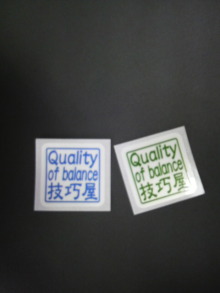 Quality
of balance
技巧屋
Quality
of balance
技巧屋